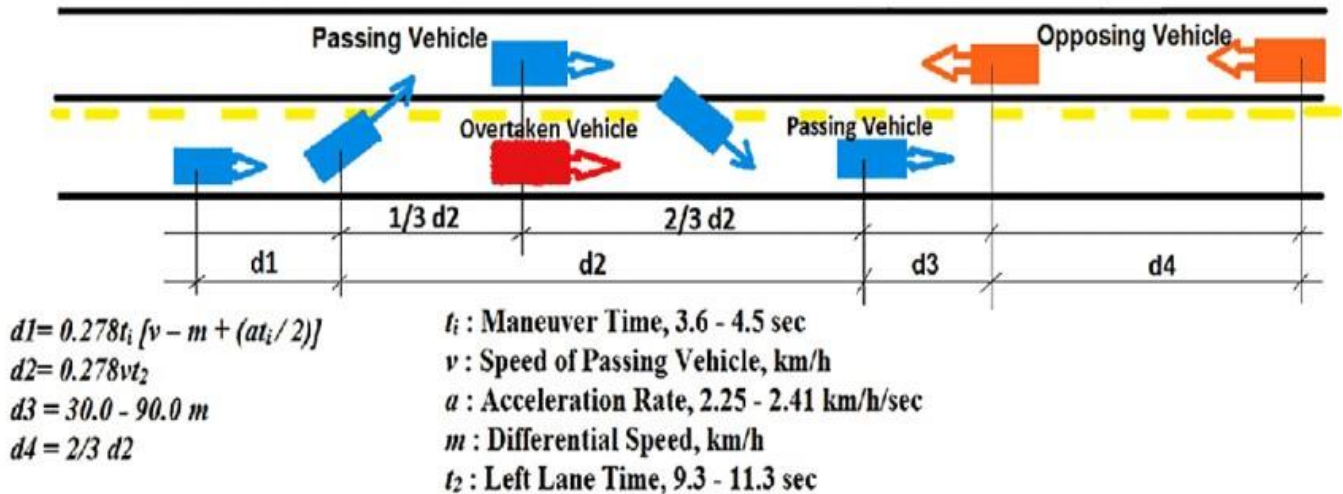 Passing Vehicle
Opposing Vehicle
Overtaken Vehicle
Passing Vehicle
1/3 d2
2/3 d2
d1
d2
d3
d4
d1= 0.278tᵢ [v – m + (atᵢ / 2)]
d2= 0.278vt₂
d3 = 30.0 - 90.0 m
d4 = 2/3 d2
tᵢ : Maneuver Time, 3.6 - 4.5 sec
v : Speed of Passing Vehicle, km/h
a : Acceleration Rate, 2.25 - 2.41 km/h/sec
m : Differential Speed, km/h
t₂ : Left Lane Time, 9.3 - 11.3 sec